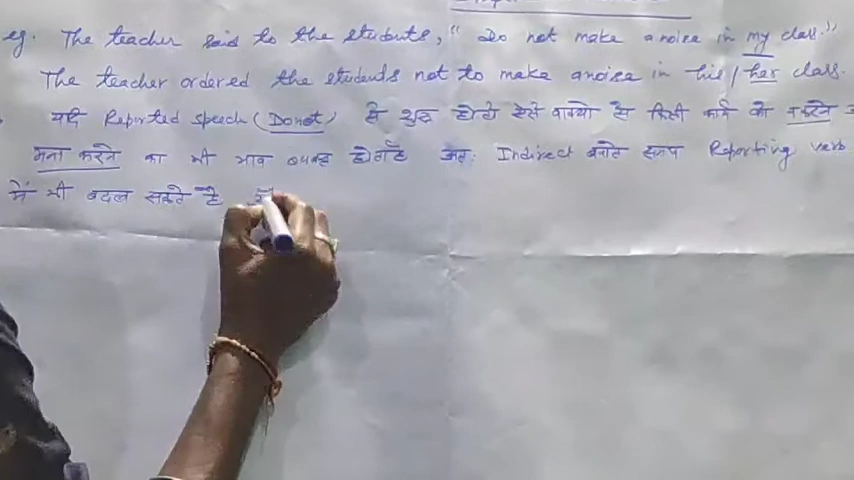 eg. The teacher said to the students, "Do not make a noise in my class."
The teacher ordered the students not to make a noise in his/her class.
यदि Reported speech (Do not) से शुरू हो तो ऐसे वाक्यो से किसी कार्य को न करने
मना करने का भी भाव व्यक्त होता है अतः Indirect बनाते समय Reporting verb
में भी बदल सकते है